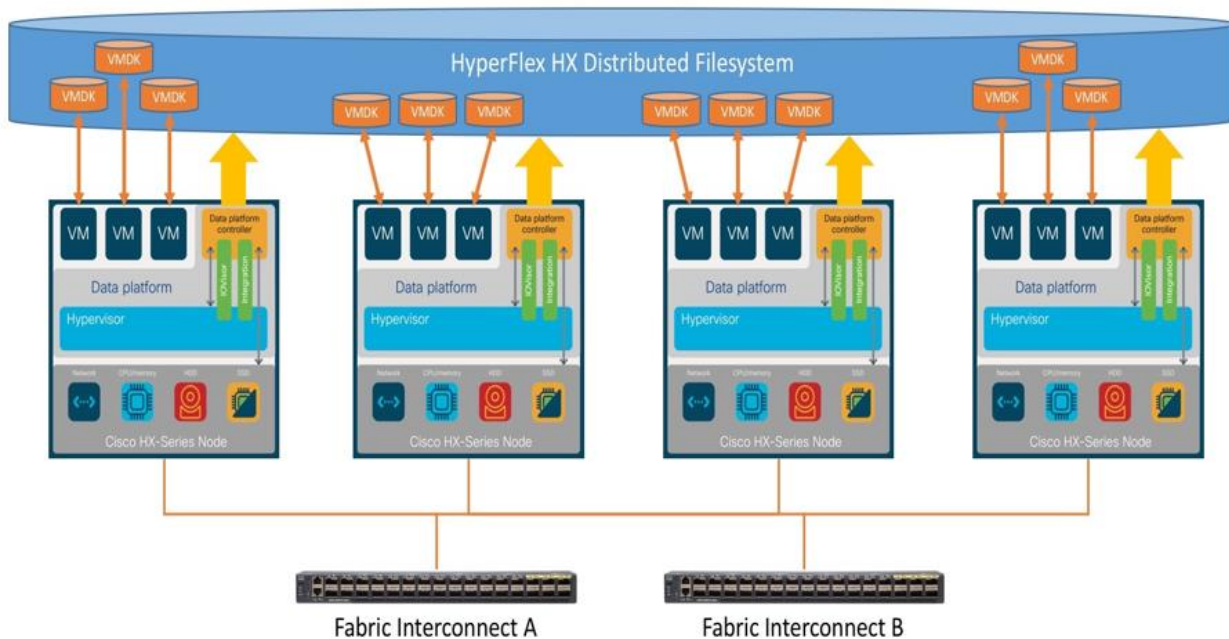 HyperFlex HX Distributed Filesystem
VMDK
VMDK
VMDK
VMDK
VMDK
VMDK
VMDK
VMDK
VMDK
VMDK
VMDK
VMDK
VM
VM
VM
Data platform
controller
IOVisor
Integration
Data platform
Hypervisor
Network
CPU/memory
HDD
SSD
Cisco HX-Series Node
VM
VM
VM
Data platform
controller
IOVisor
Integration
Data platform
Hypervisor
Network
CPU/memory
HDD
SSD
Cisco HX-Series Node
VM
VM
VM
Data platform
controller
IOVisor
Integration
Data platform
Hypervisor
Network
CPU/memory
HDD
SSD
Cisco HX-Series Node
VM
VM
VM
Data platform
controller
IOVisor
Integration
Data platform
Hypervisor
Network
CPU/memory
HDD
SSD
Cisco HX-Series Node
Fabric Interconnect A
Fabric Interconnect B